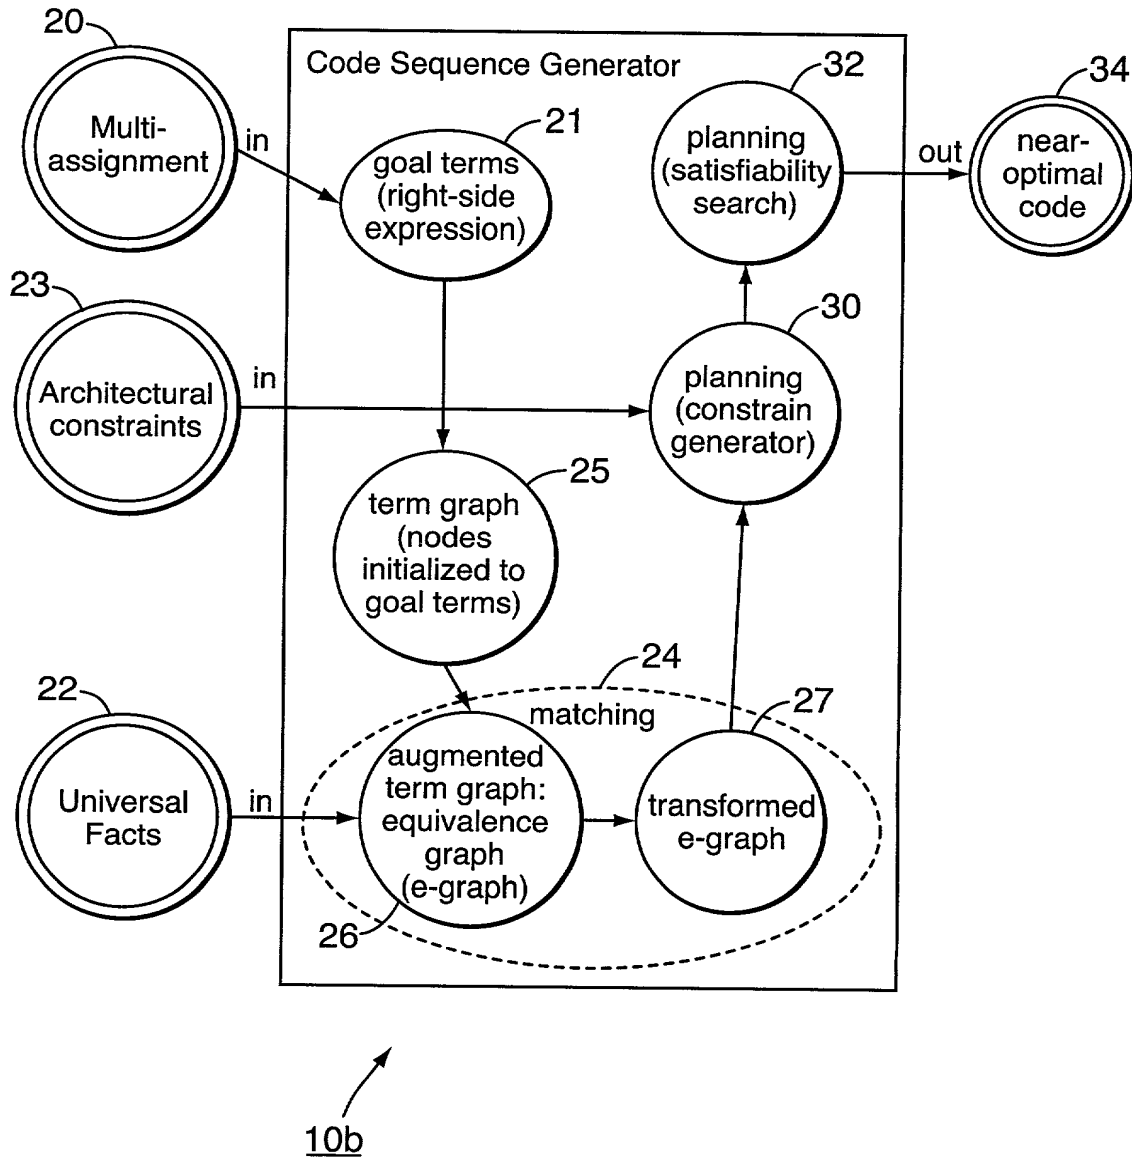 20
Code Sequence Generator
32
34
Multi-
assignment
in
21
goal terms
(right-side
expression)
planning
(satisfiability
search)
out
near-
optimal
code
23
Architectural
constraints
in
30
planning
(constrain
generator)
25
term graph
(nodes
initialized to
goal terms)
24
matching
22
Universal
Facts
in
augmented
term graph:
equivalence
graph
(e-graph)
26
27
transformed
e-graph
10b